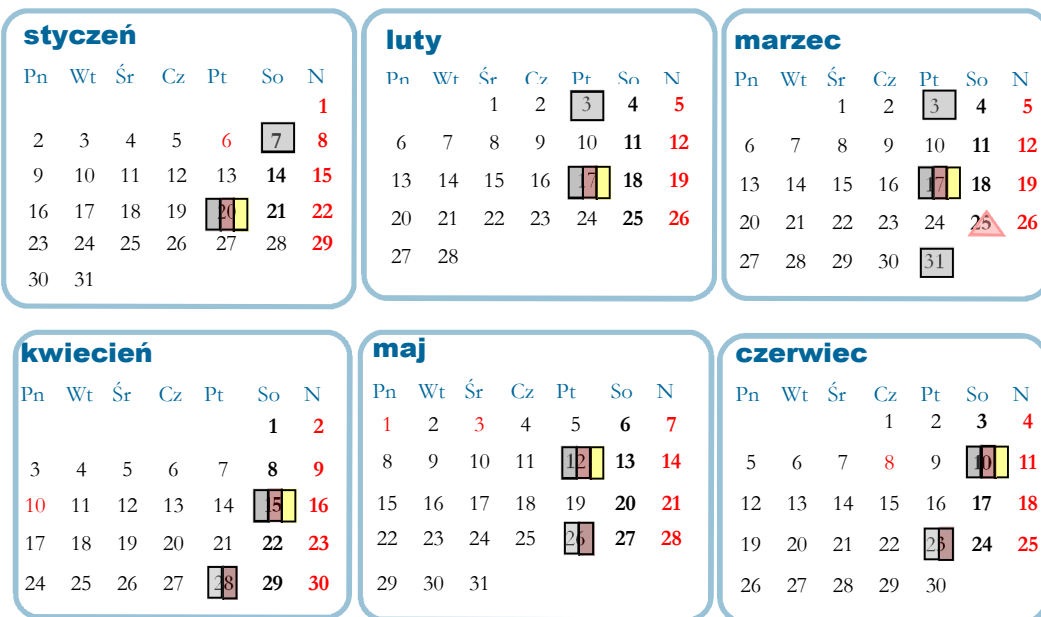 styczeń
Pn Wt Śr Cz Pt So N
1
2 3 4 5 6 7 8
9 10 11 12 13 14 15
16 17 18 19 20 21 22
23 24 25 26 27 28 29
30 31
luty
Pn Wt Śr Cz Pt So N
1 2 3 4 5
6 7 8 9 10 11 12
13 14 15 16 17 18 19
20 21 22 23 24 25 26
27 28
marzec
Pn Wt Śr Cz Pt So N
1 2 3 4 5
6 7 8 9 10 11 12
13 14 15 16 17 18 19
20 21 22 23 24 25 26
27 28 29 30 31
kwiecień
Pn Wt Śr Cz Pt So N
1 2
3 4 5 6 7 8 9
10 11 12 13 14 15 16
17 18 19 20 21 22 23
24 25 26 27 28 29 30
maj
Pn Wt Śr Cz Pt So N
1 2 3 4 5 6 7
8 9 10 11 12 13 14
15 16 17 18 19 20 21
22 23 24 25 26 27 28
29 30 31
czerwiec
Pn Wt Śr Cz Pt So N
1 2 3 4
5 6 7 8 9 10 11
12 13 14 15 16 17 18
19 20 21 22 23 24 25
26 27 28 29 30